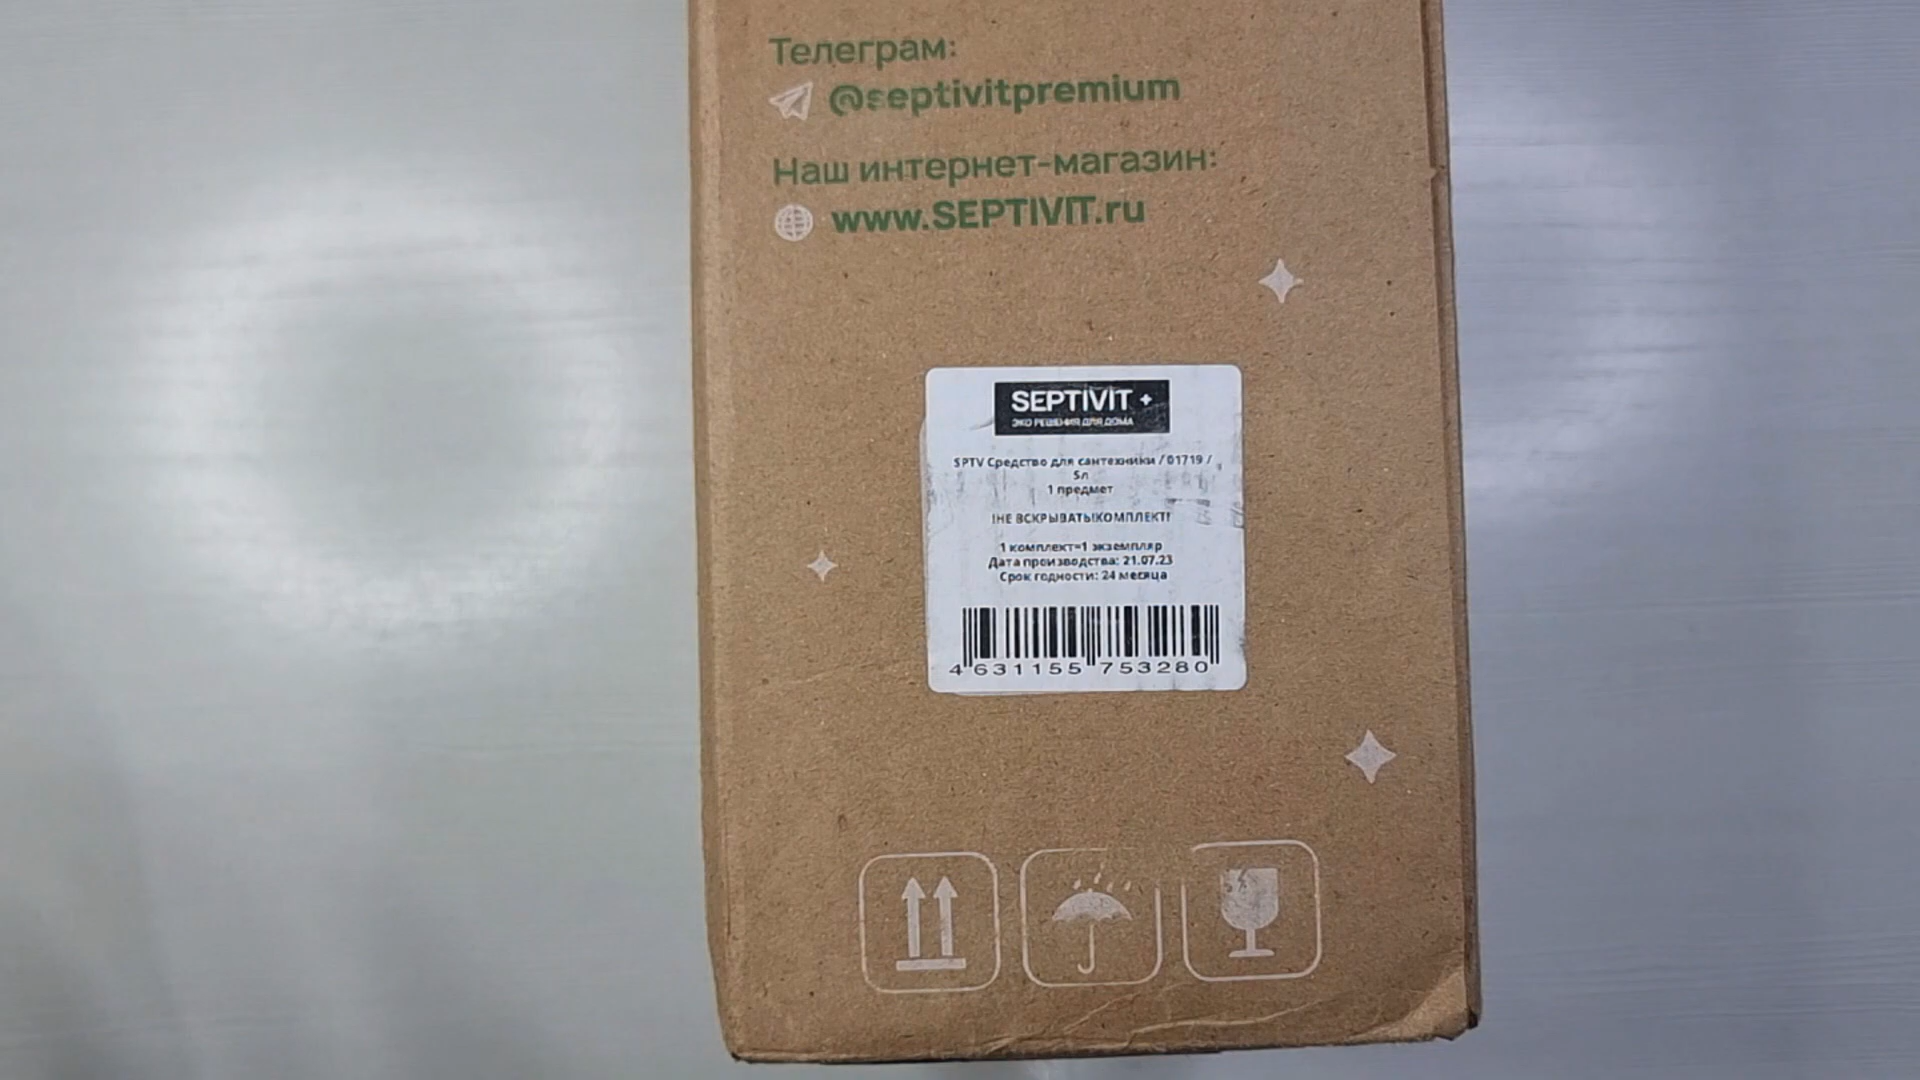 Телеграм:
@septivitpremium
Наш интернет-магазин:
www.SEPTIVIT.ru
SEPTIVIT +
ЭКО РЕШЕНИЯ ДЛЯ ДОМА
SPTV Средство для сантехники / 01719 /
5л
1 предмет
!НЕ ВСКРЫВАТЬ!КОМПЛЕКТ!
1 комплект=1 экземпляр
Дата производства: 21.07.23
Срок годности: 24 месяца
4 631155 753280